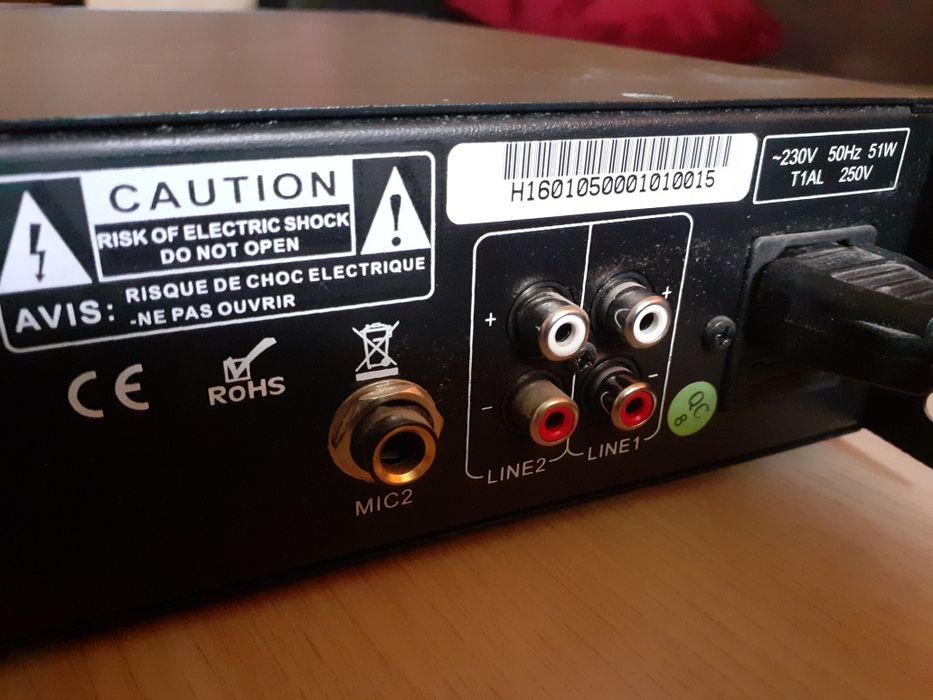 CAUTION
RISK OF ELECTRIC SHOCK
DO NOT OPEN
AVIS: RISQUE DE CHOC ELECTRIQUE
-NE PAS OUVRIR
H1601050001010015
~230V 50Hz 51W
T1AL 250V
CE
RoHS
+
+
-
-
LINE2
LINE1
MIC2
QC
8